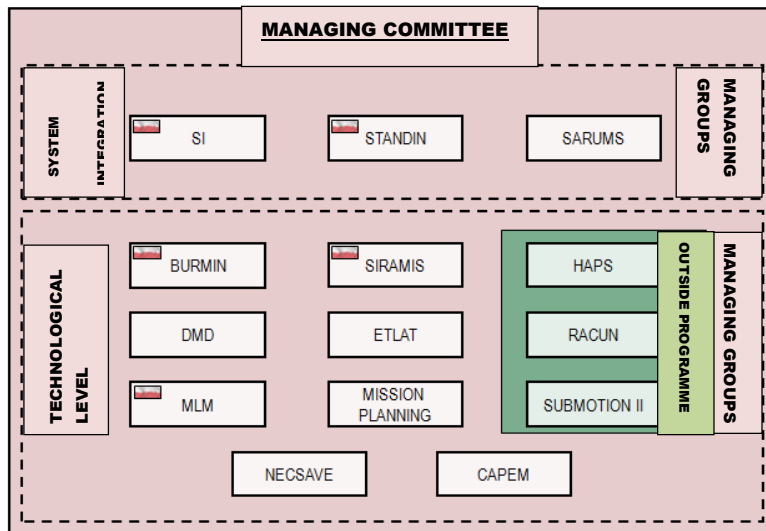 MANAGING COMMITTEE
SYSTEM
INTEGRATION
SI
STANDIN
SARUMS
MANAGING
GROUPS
TECHNOLOGICAL
LEVEL
BURMIN
SIRAMIS
HAPS
DMD
ETLAT
RACUN
MLM
MISSION
PLANNING
SUBMOTION II
OUTSIDE PROGRAMME
MANAGING GROUPS
NECSAVE
CAPEM